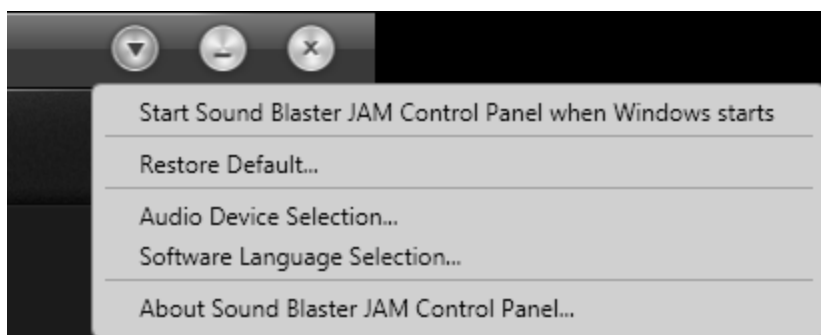 Start Sound Blaster JAM Control Panel when Windows starts
Restore Default...
Audio Device Selection...
Software Language Selection...
About Sound Blaster JAM Control Panel...